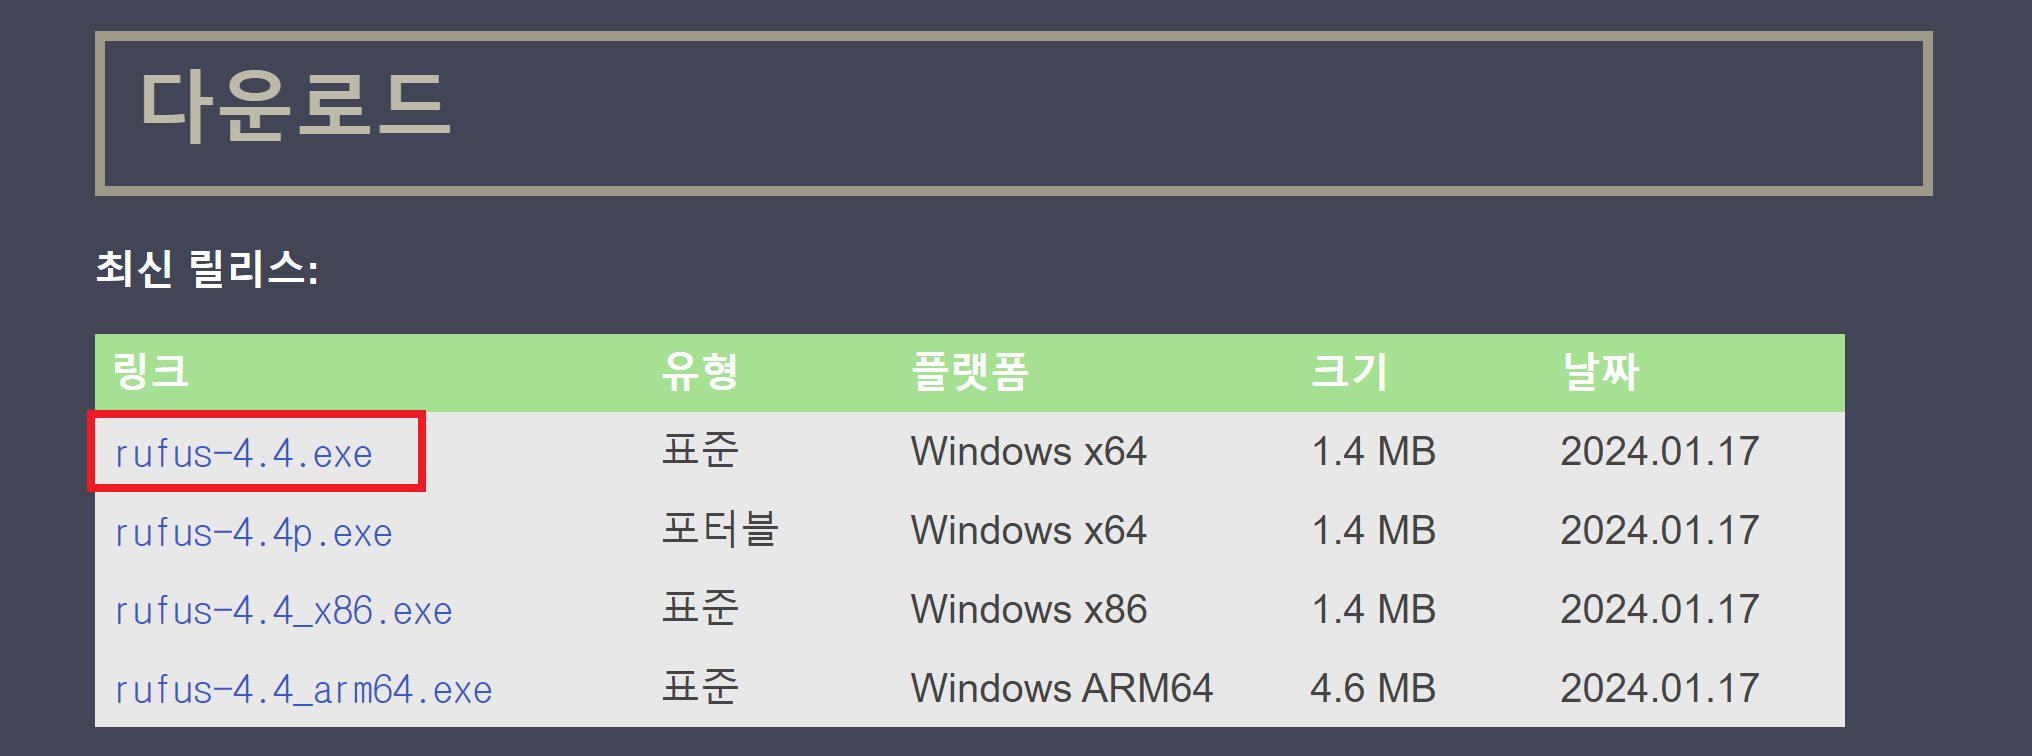 다운로드
최신 릴리스:
링크 유형 플랫폼 크기 날짜
rufus-4.4.exe 표준 Windows x64 1.4 MB 2024.01.17
rufus-4.4p.exe 포터블 Windows x64 1.4 MB 2024.01.17
rufus-4.4_x86.exe 표준 Windows x86 1.4 MB 2024.01.17
rufus-4.4_arm64.exe 표준 Windows ARM64 4.6 MB 2024.01.17